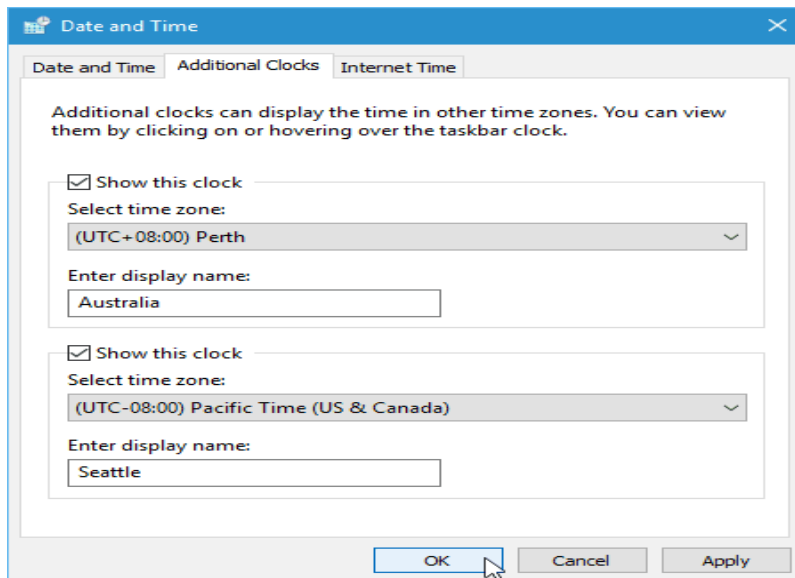 Date and Time
Date and Time Additional Clocks Internet Time
Additional clocks can display the time in other time zones. You can view
them by clicking on or hovering over the taskbar clock.
Show this clock
Select time zone:
(UTC+08:00) Perth
Enter display name:
Australia
Show this clock
Select time zone:
(UTC-08:00) Pacific Time (US & Canada)
Enter display name:
Seattle
OK Cancel Apply